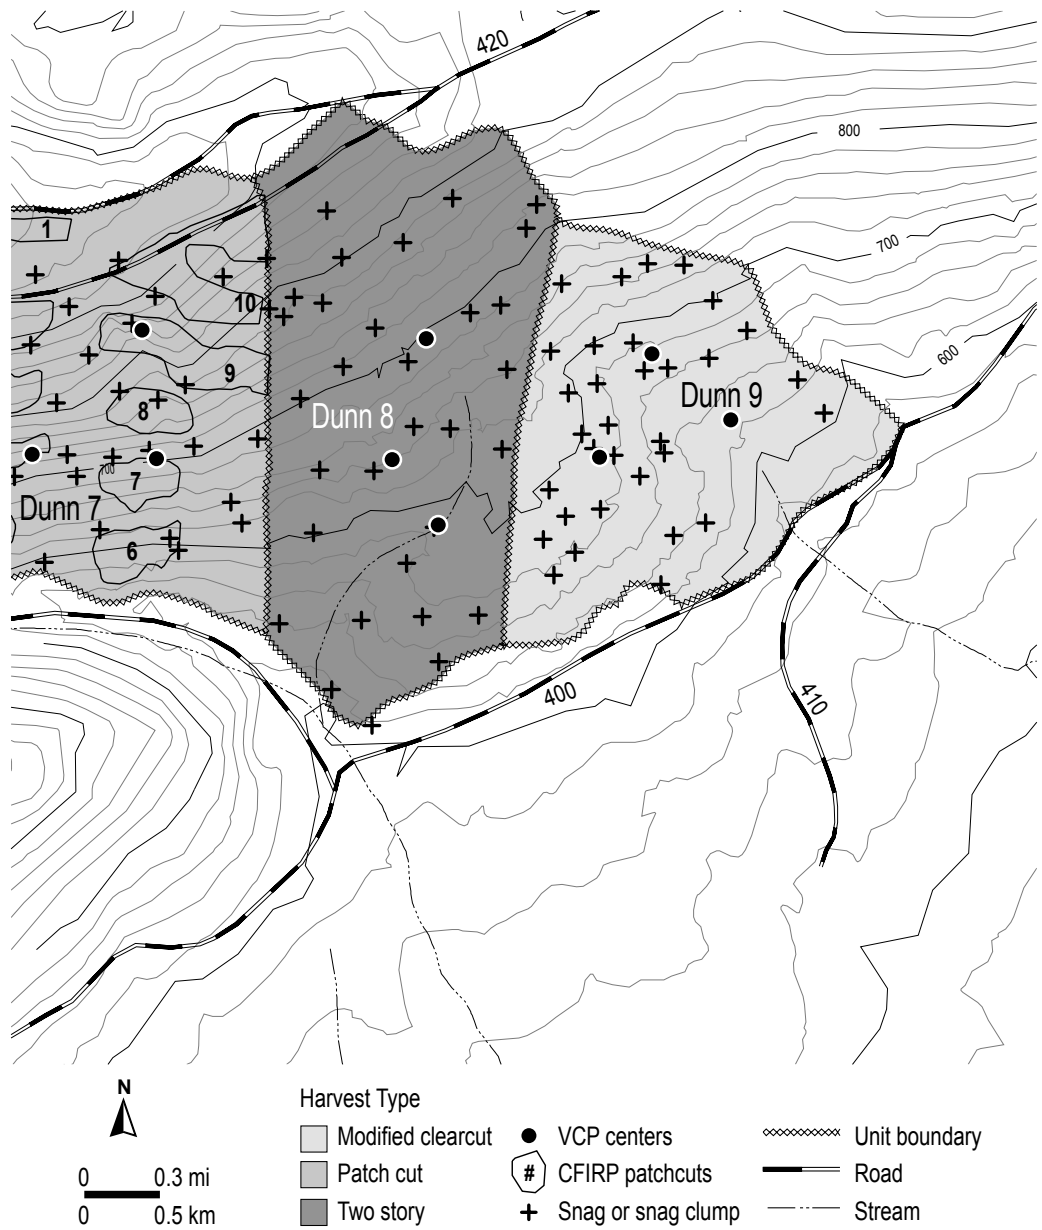 420
800
1
700
10
600
9
Dunn 9
8
Dunn 8
700
7
Dunn 7
6
400
410
N
0 0.3 mi
0 0.5 km
Harvest Type
Modified clearcut
Patch cut
Two story
VCP centers
# CFIRP patchcuts
Snag or snag clump
Unit boundary
Road
Stream